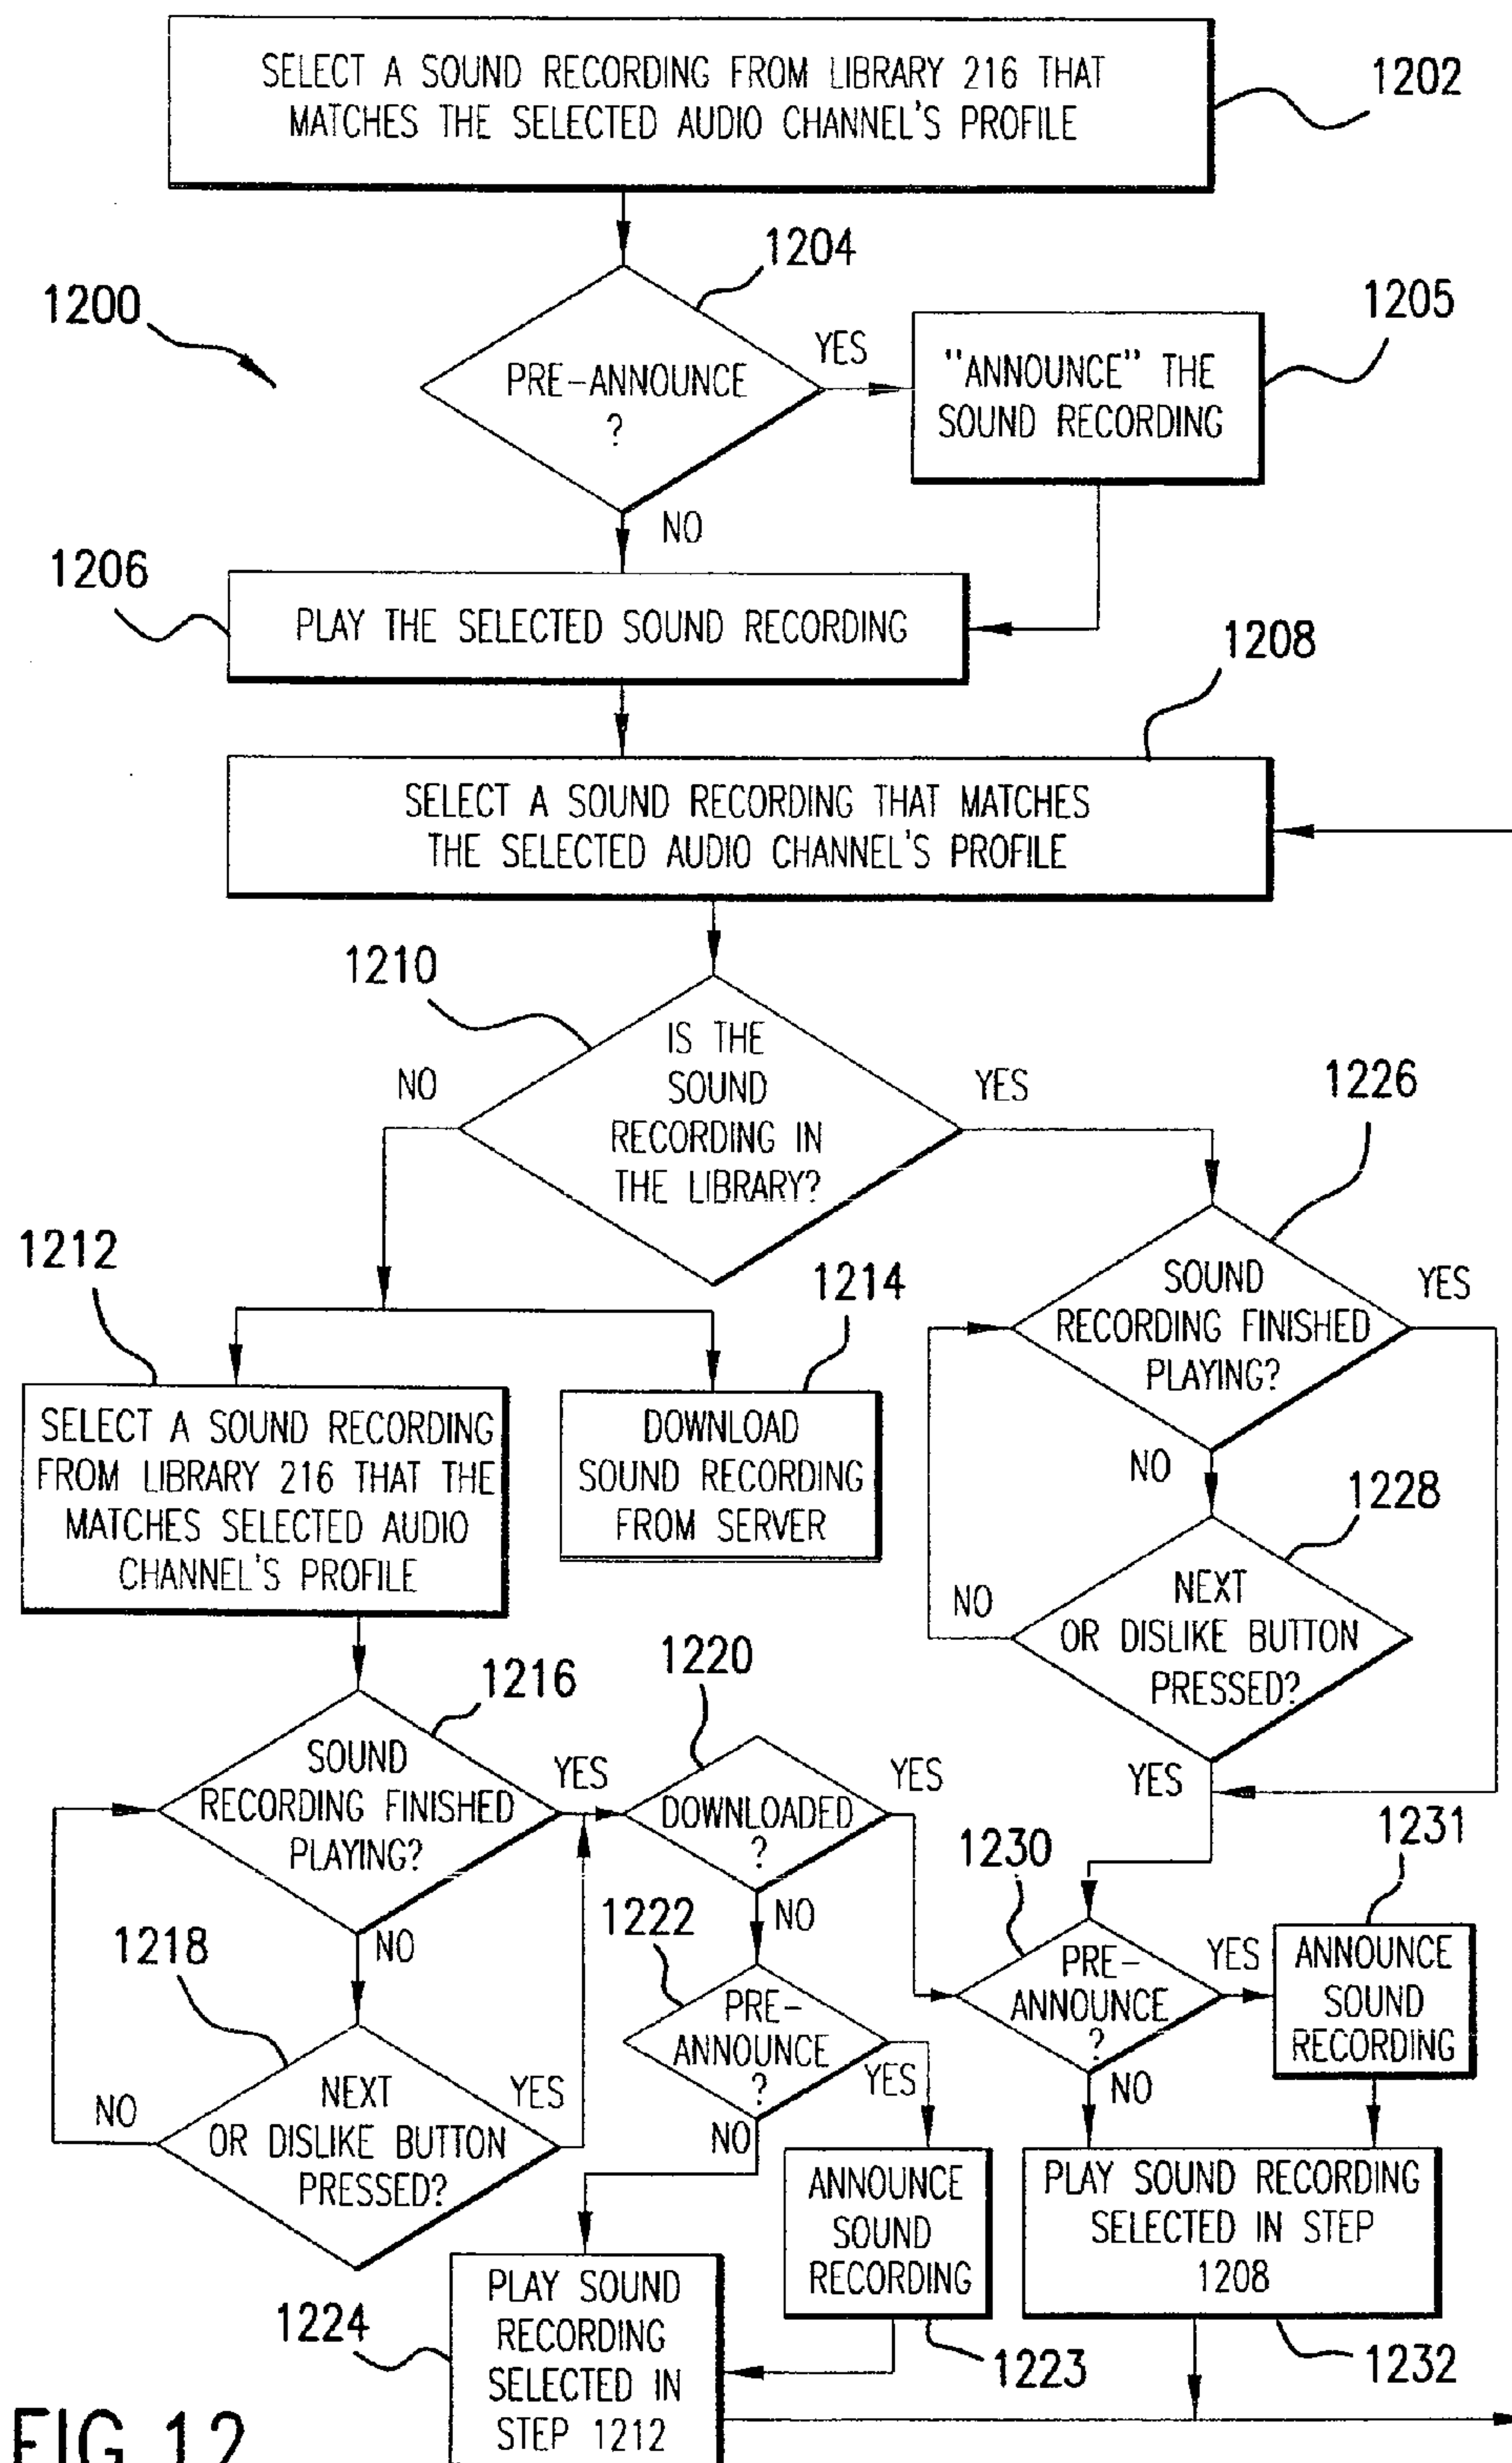 SELECT A SOUND RECORDING FROM LIBRARY 216 THAT
MATCHES THE SELECTED AUDIO CHANNEL'S PROFILE
1202
1204
1200
PRE-ANNOUNCE
?
YES
NO
1205
"ANNOUNCE" THE
SOUND RECORDING
1206
PLAY THE SELECTED SOUND RECORDING
1208
SELECT A SOUND RECORDING THAT MATCHES
THE SELECTED AUDIO CHANNEL'S PROFILE
1210
IS THE
SOUND
RECORDING IN
THE LIBRARY?
NO
YES
1226
SOUND
RECORDING FINISHED
PLAYING?
YES
NO
1228
NEXT
OR DISLIKE BUTTON
PRESSED?
NO
YES
1212
SELECT A SOUND RECORDING
FROM LIBRARY 216 THAT THE
MATCHES SELECTED AUDIO
CHANNEL'S PROFILE
1214
DOWNLOAD
SOUND RECORDING
FROM SERVER
1216
SOUND
RECORDING FINISHED
PLAYING?
YES
NO
1218
NEXT
OR DISLIKE BUTTON
PRESSED?
NO
YES
1220
DOWNLOADED
?
YES
NO
1222
PRE-
ANNOUNCE
?
YES
NO
1230
PRE-
ANNOUNCE
?
YES
NO
1231
ANNOUNCE
SOUND
RECORDING
1224
PLAY SOUND
RECORDING
SELECTED IN
STEP 1212
ANNOUNCE
SOUND
RECORDING
1223
PLAY SOUND RECORDING
SELECTED IN STEP
1208
1232
FIG.12